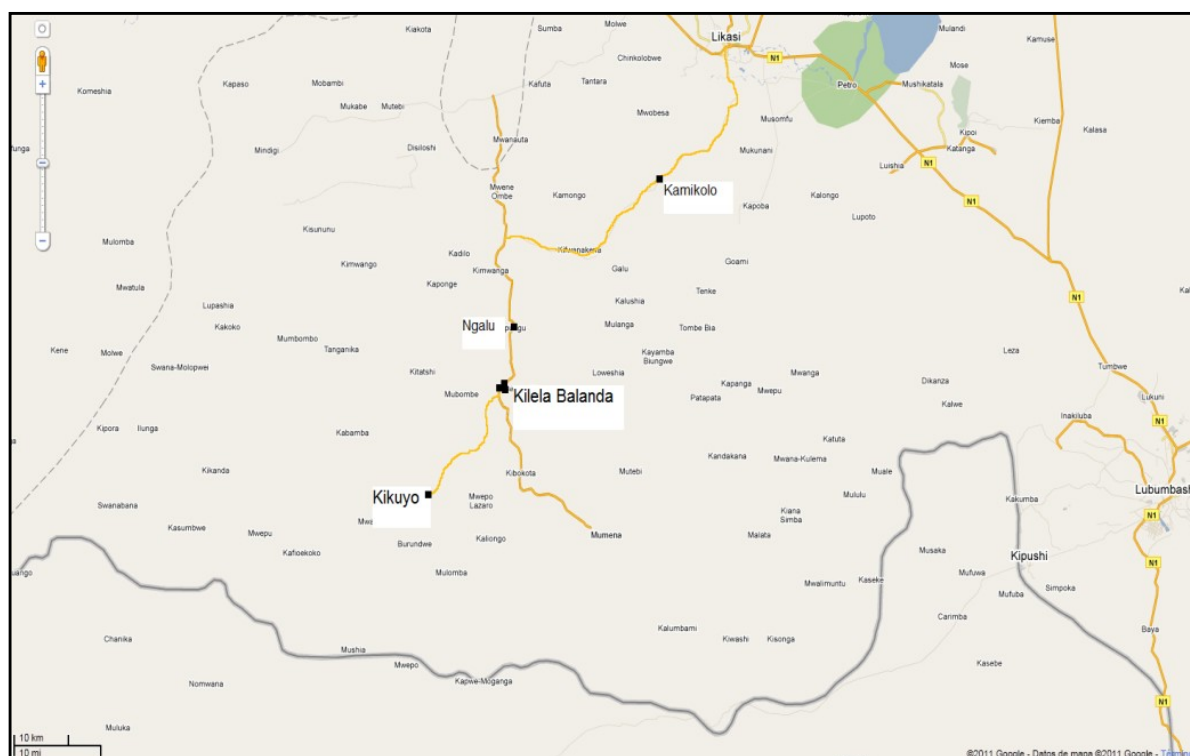 Likasi
Kiakota
Sumba
Molwe
Chinkolobwe
Mulandi
Kamuse
N1
Mose
Komeshia
Kapaso
Mobambi
Kafuta
Tantara
Petro
Mushikatala
Mukabe
Mutebi
Mwobesa
Musomfu
Kiemba
Kalasa
Mindigi
Disiloshi
Mwanauta
Mukunani
Kipoi
Katanga
Luishia
N1
Mwene
Ombe
Kamongo
Kamikolo
Kapoba
Kalongo
Lupoto
N1
Kisununu
Mulomba
Kadilo
Kifwanakena
Kimwango
Kimwanga
Galu
Goami
Mwatula
Kaponge
Tenke
N1
Lupashia
Kalushia
Kakoko
Ngalu
Mulanga
Tombe Bia
Mumbombo
Tanganika
Kene
Molwe
Kayamba
Biungwe
Leza
Swana-Molopwei
Kitatshi
Loweshia
Mwanga
Tumbwe
Kapanga
Mwepu
Dikanza
Mubombe
Kilela Balanda
Patapata
Kalwe
Lukuni
Inakiluba
Kipora
Ilunga
Kabamba
Katuta
Kandakana
Mwana-Kulema
Kikanda
Kibokota
Mutebi
Muale
Lubumbash
Swanabana
Kikuyo
Mwepo
Lazaro
Mululu
Kakumba
N1
Kiana
Simba
Kasumbwe
Mwepu
Mumena
Malata
Kafioekoko
Burundwe
Kaliongo
Musaka
Kipushi
N1
Mulomba
Mwalimuntu
Kaseke
Mufuwa
Mufuba
Simpoka
Carimba
Chanika
Kalumbami
Kiwashi
Kisonga
Baya
Mushia
Mwepo
Kasebe
Nomwana
Kapwe-Moganga
N1
Muluka
10 km
10 mi
©2011 Google - Datos de mapa ©2011 Google -